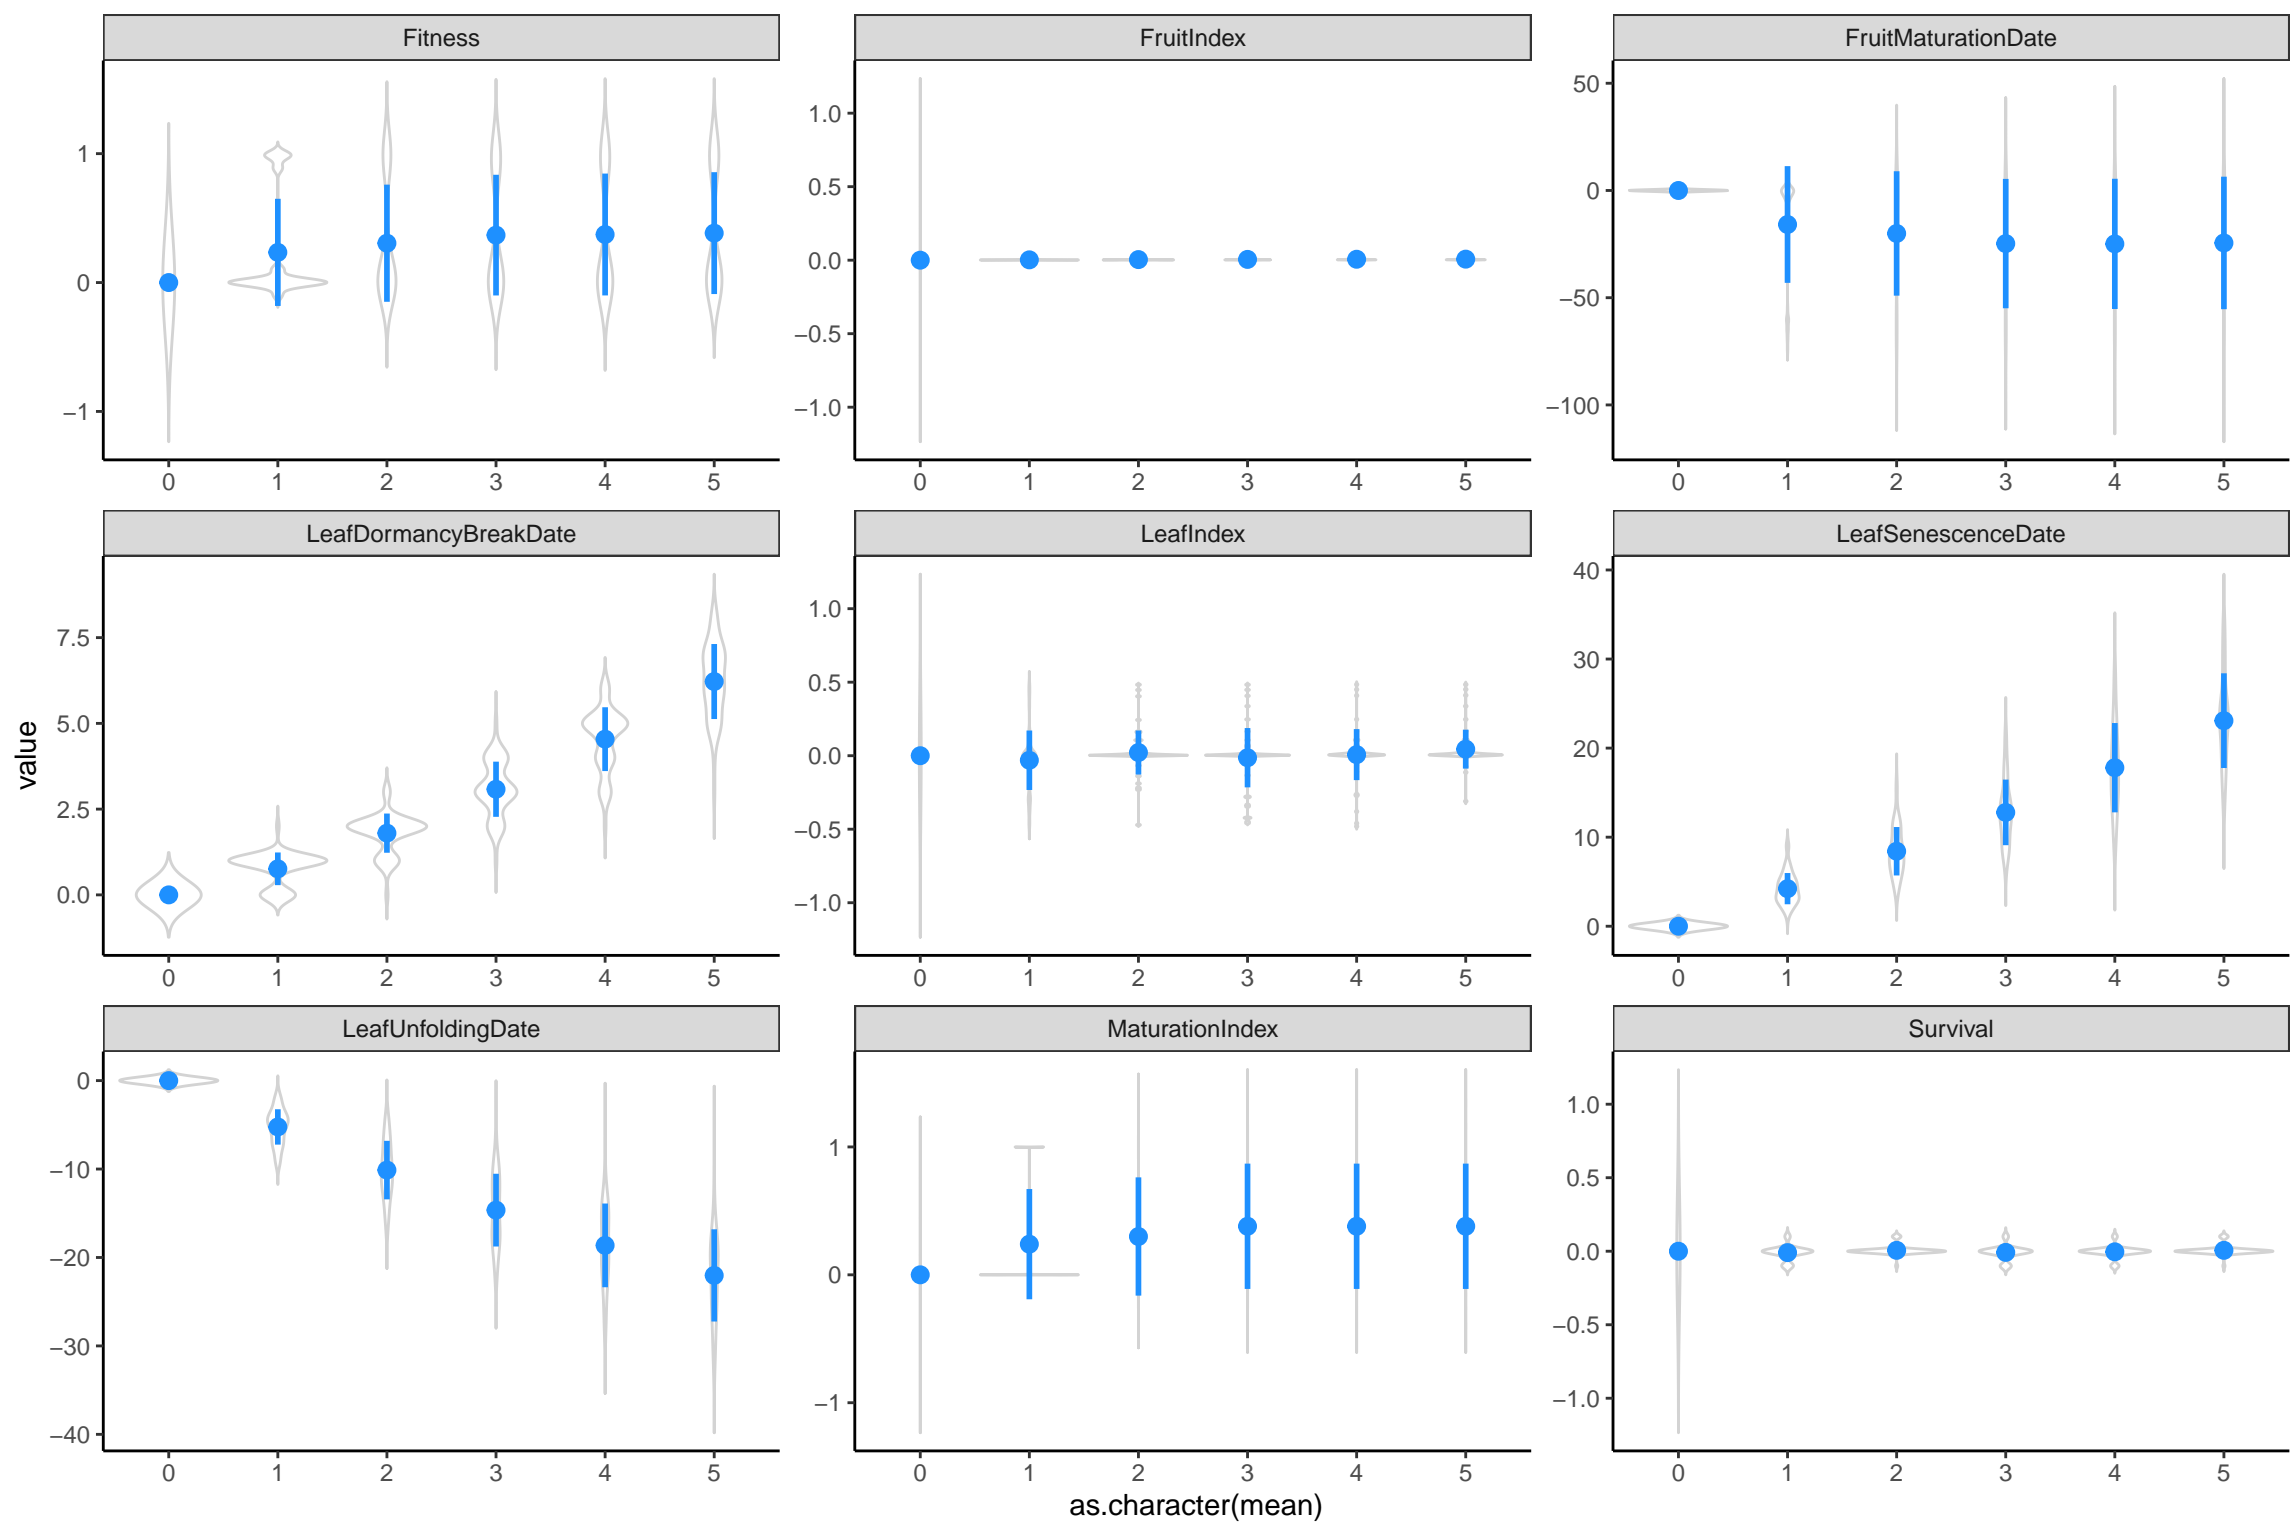 Fitness
FruitIndex
FruitMaturationDate
1
0
−1
1.0
0.5
0.0
−0.5
−1.0
50
0
−50
−100
0 1 2 3 4 5
0 1 2 3 4 5
0 1 2 3 4 5
LeafDormancyBreakDate
LeafIndex
LeafSenescenceDate
value
7.5
5.0
2.5
0.0
1.0
0.5
0.0
−0.5
−1.0
40
30
20
10
0
0 1 2 3 4 5
0 1 2 3 4 5
0 1 2 3 4 5
LeafUnfoldingDate
MaturationIndex
Survival
0
−10
−20
−30
−40
1
0
−1
1.0
0.5
0.0
−0.5
−1.0
0 1 2 3 4 5
0 1 2 3 4 5
0 1 2 3 4 5
as.character(mean)